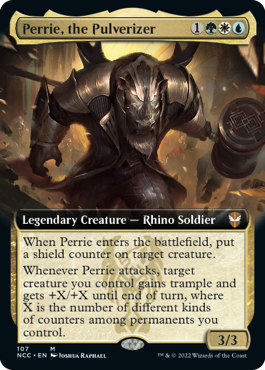 Perrie, the Pulverizer 1
Legendary Creature — Rhino Soldier
When Perrie enters the battlefield, put
a shield counter on target creature.
Whenever Perrie attacks, target
creature you control gains trample and
gets +X/+X until end of turn, where
X is the number of different kinds
of counters among permanents you
control.
3/3
107 M
NCC • EN Joshua Raphael
™ & © 2022 Wizards of the Coast